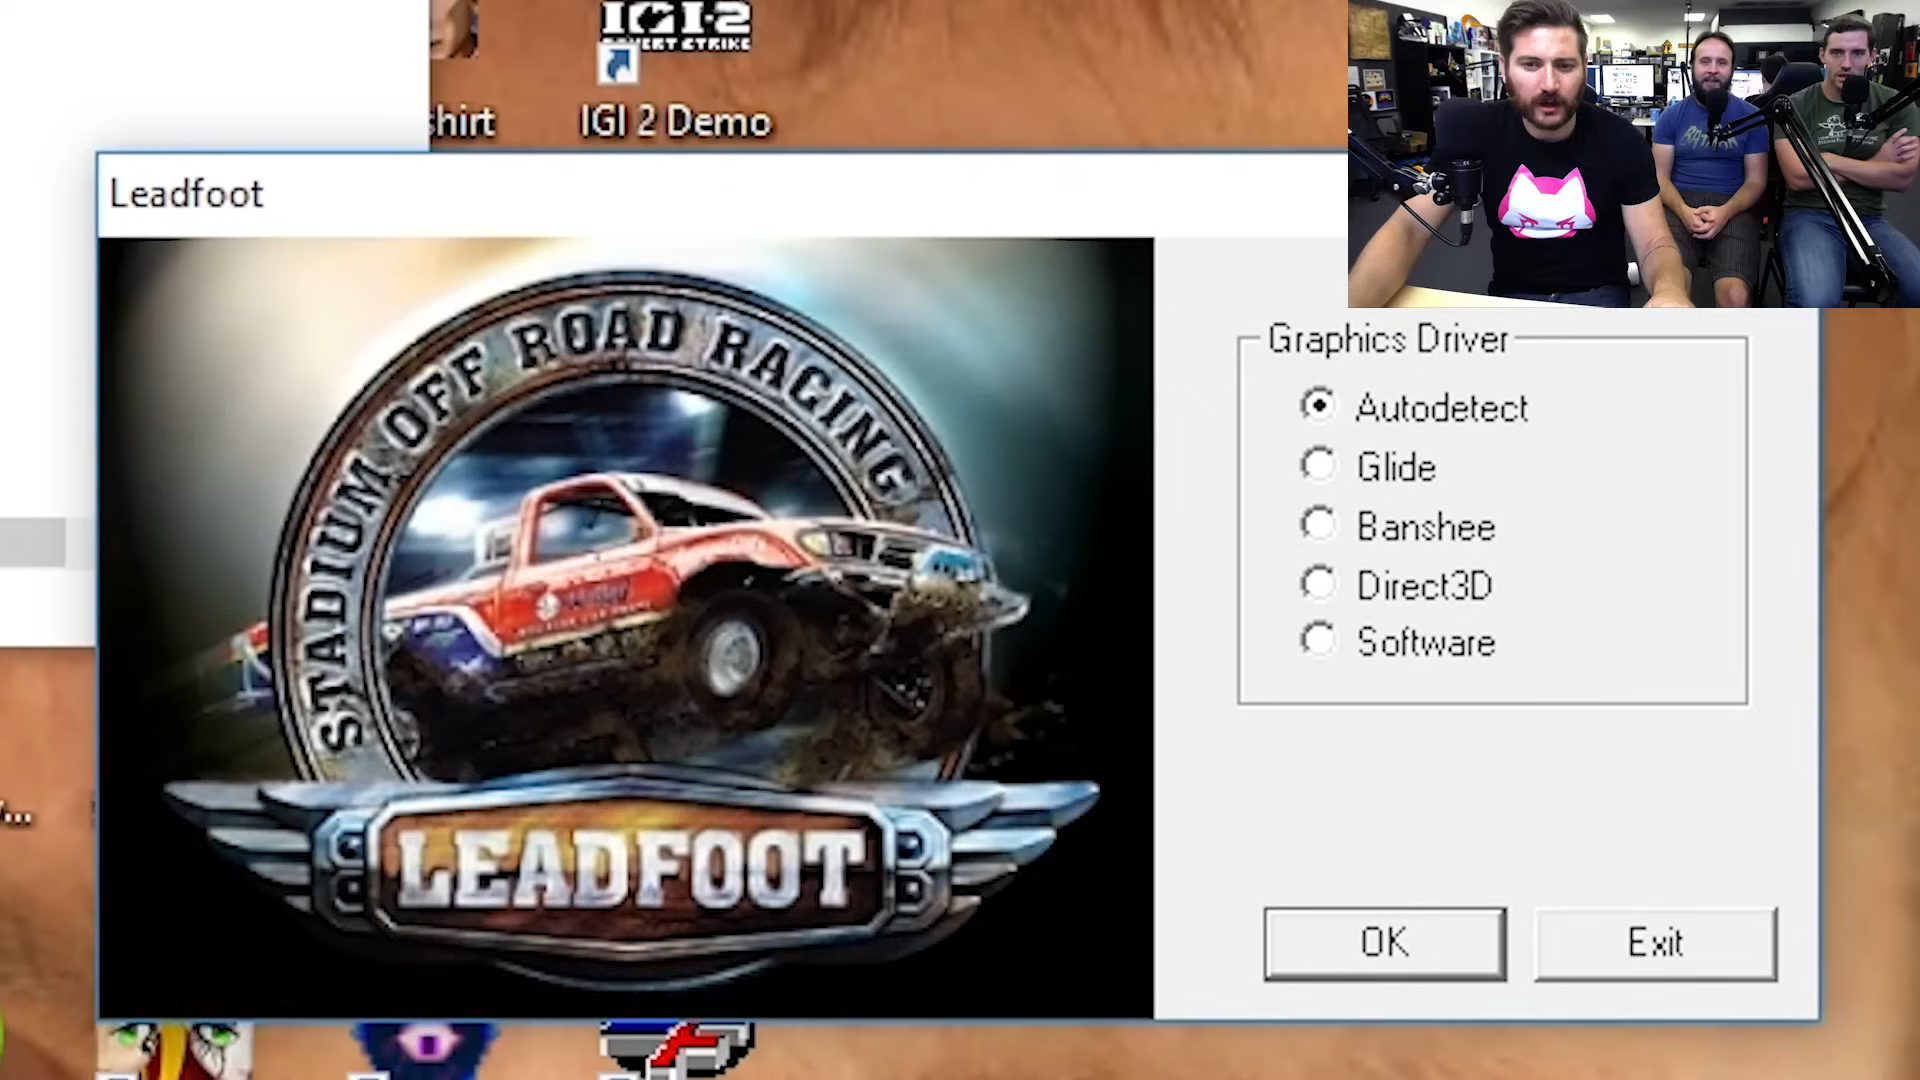 IGI·2
COVERT STRIKE
shirt
IGI 2 Demo
Leadfoot
STADIUM OFF ROAD RACING
LEADFOOT
Graphics Driver
Autodetect
Glide
Banshee
Direct3D
Software
OK
Exit